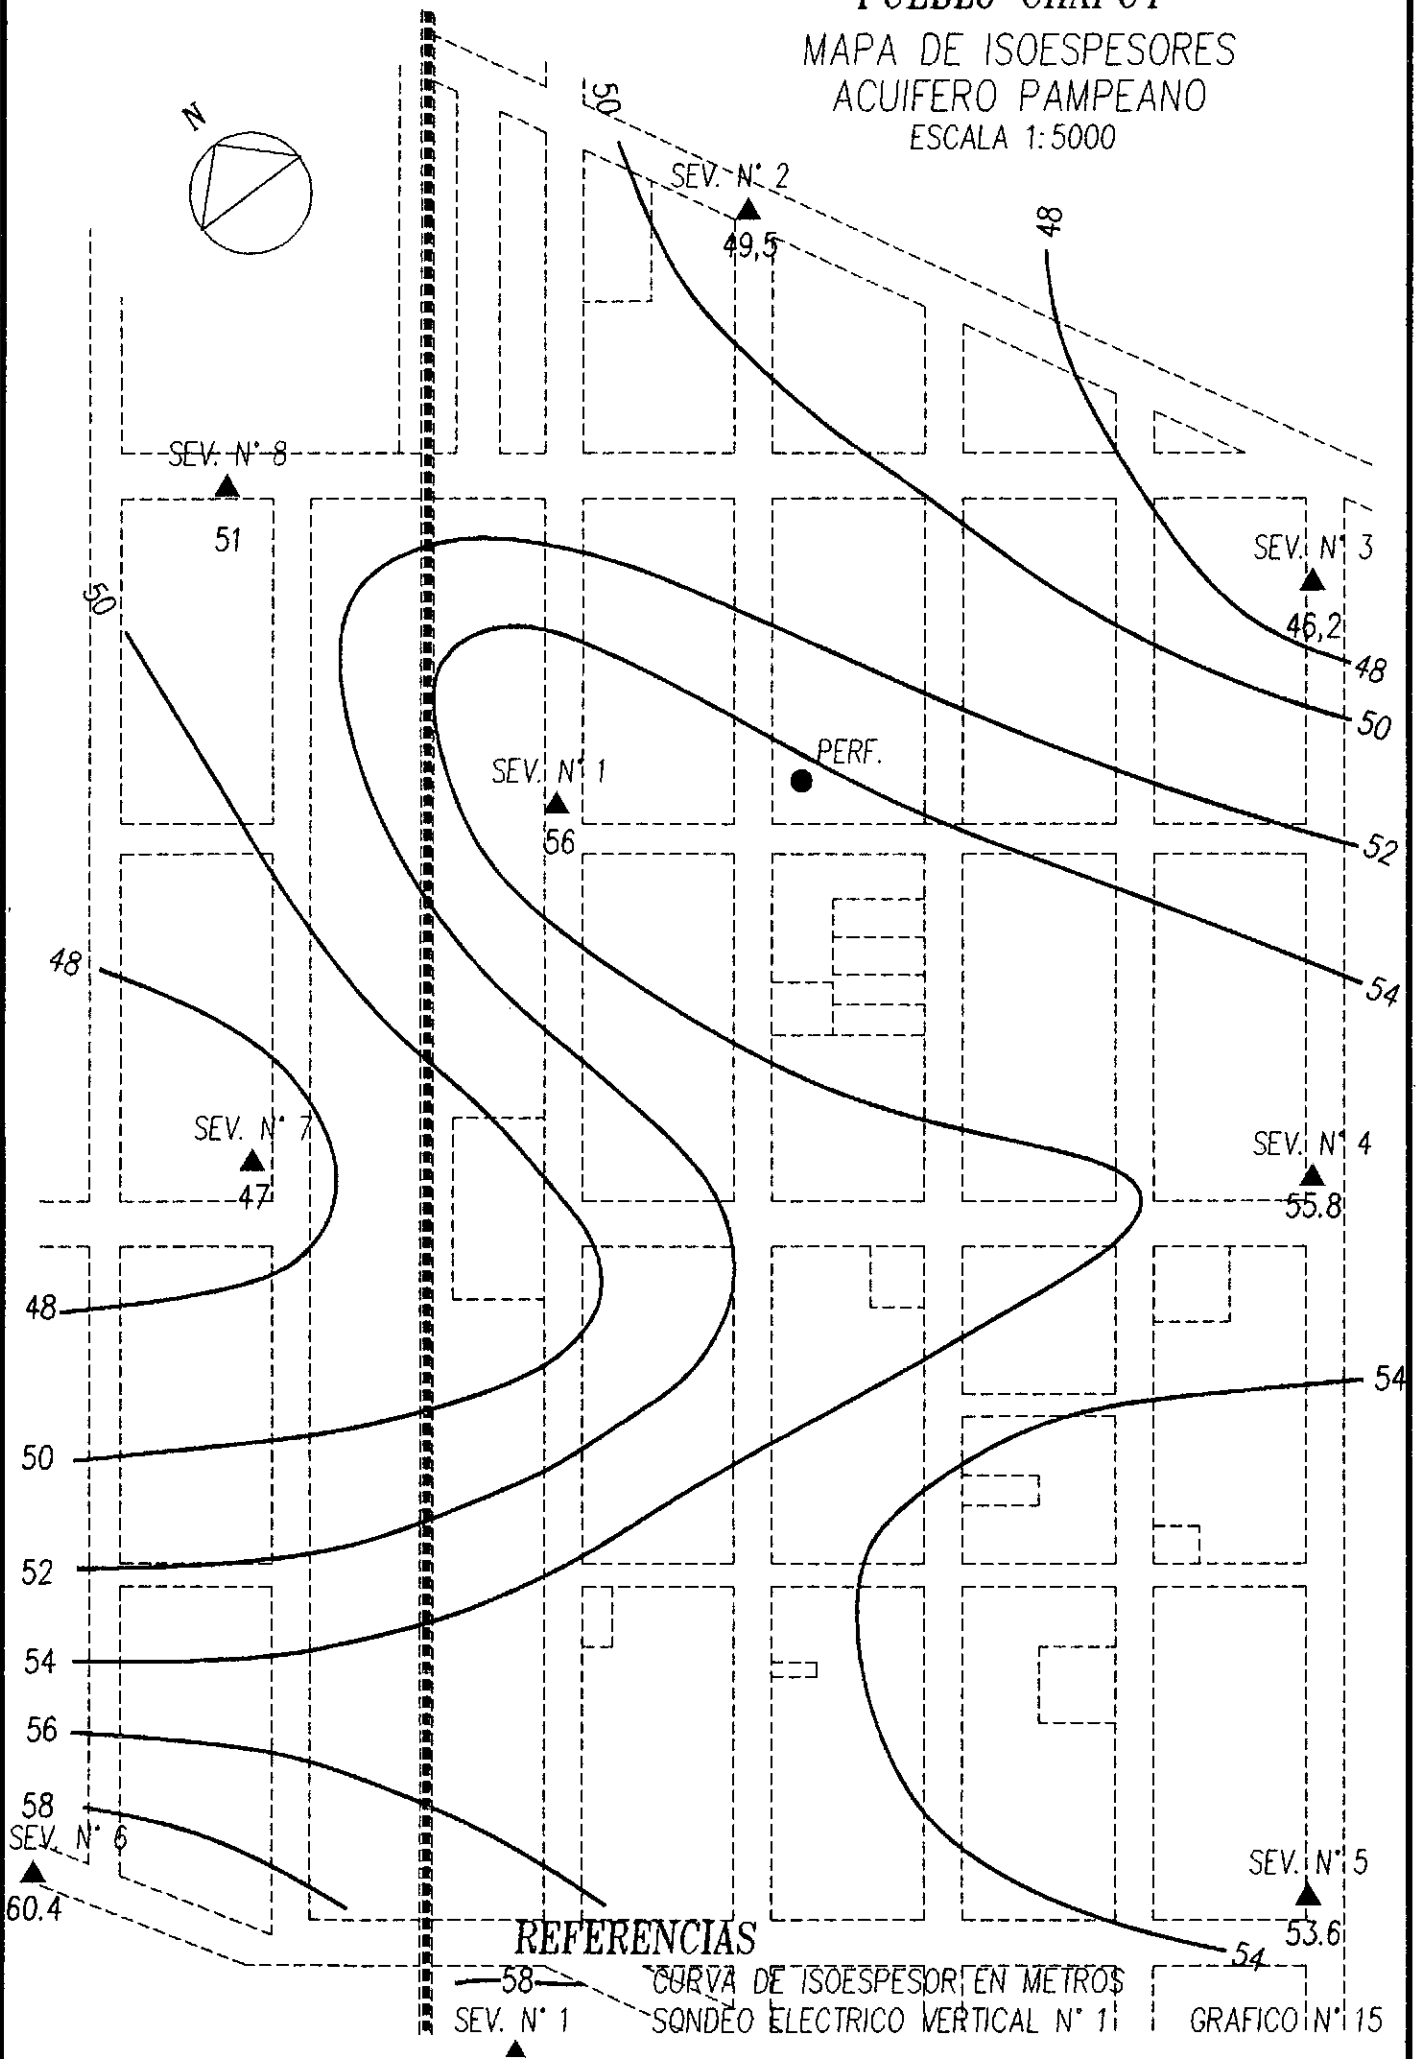 MAPA DE ISOESPESORES
ACUIFERO PAMPEANO
ESCALA 1:5000
N
50
SEV. N° 2
49,5
48
SEV. N° 8
51
SEV. N° 3
46,2
50
48
50
PERF.
SEV. N° 1
56
52
48
54
SEV. N° 7
47
SEV. N° 4
55.8
48
54
50
52
54
56
58
SEV. N° 6
60.4
SEV. N° 5
53.6
54
REFERENCIAS
58 CURVA DE ISOESPESOR EN METROS
SEV. N° 1 SONDEO ELECTRICO VERTICAL N° 1
GRAFICO N° 15